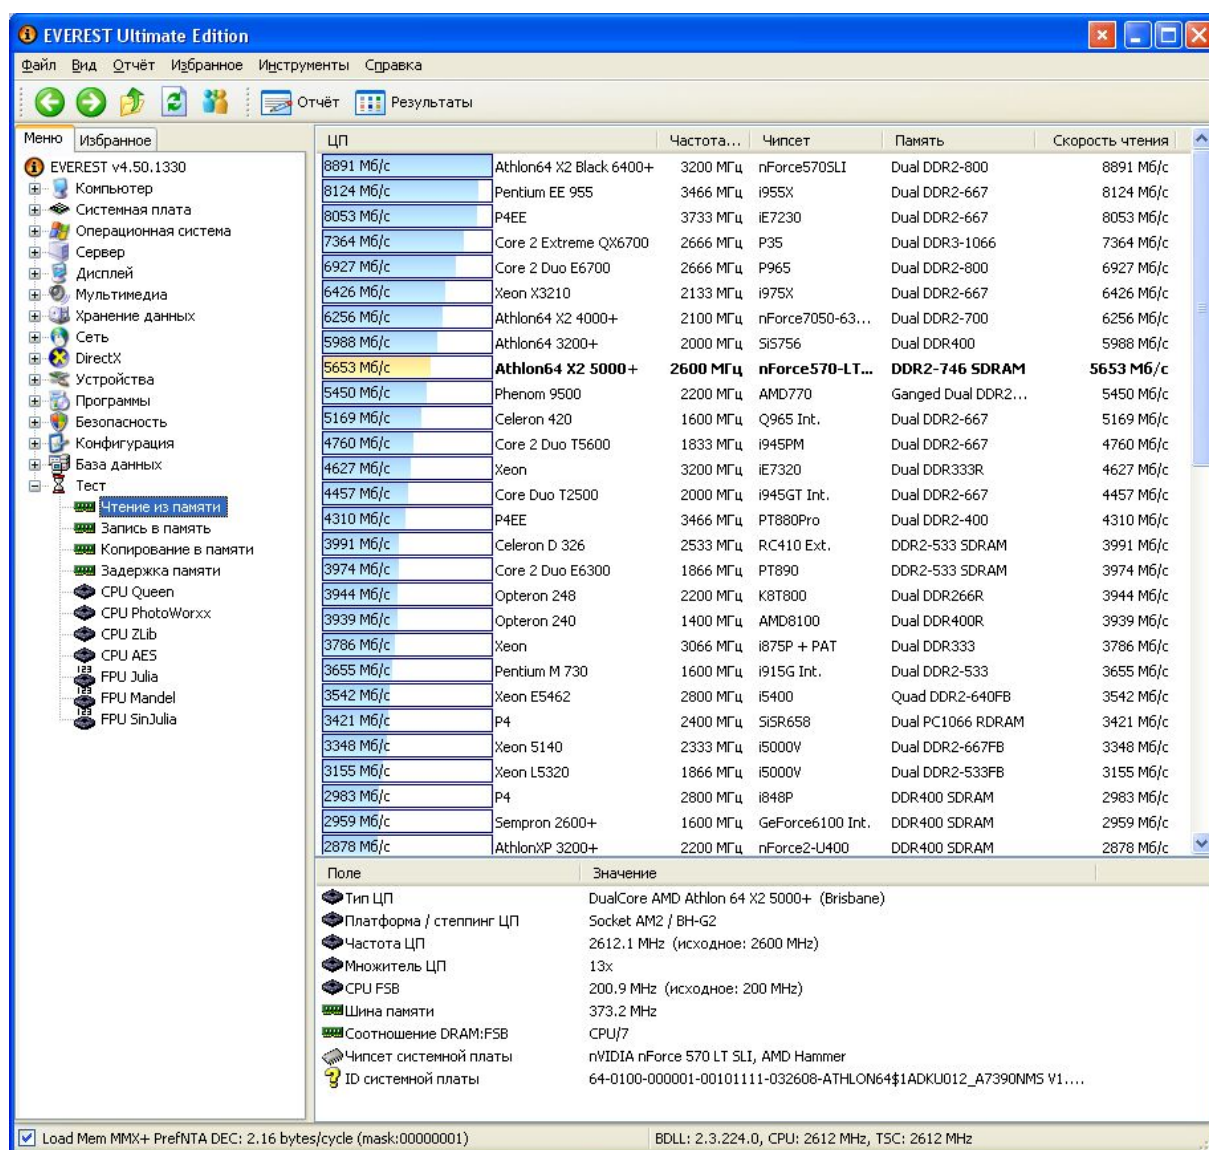 EVEREST Ultimate Edition
Файл Вид Отчёт Избранное Инструменты Справка
Отчёт Результаты
Меню Избранное
EVEREST v4.50.1330
Компьютер
Системная плата
Операционная система
Сервер
Дисплей
Мультимедиа
Хранение данных
Сеть
DirectX
Устройства
Программы
Безопасность
Конфигурация
База данных
Тест
Чтение из памяти
Запись в память
Копирование в памяти
Задержка памяти
CPU Queen
CPU PhotoWorxx
CPU ZLib
CPU AES
FPU Julia
FPU Mandel
FPU SinJulia
ЦП Частота... Чипсет Память Скорость чтения
8891 Мб/с Athlon64 X2 Black 6400+ 3200 МГц nForce570SLI Dual DDR2-800 8891 Мб/с
8124 Мб/с Pentium EE 955 3466 МГц i955X Dual DDR2-667 8124 Мб/с
8053 Мб/с P4EE 3733 МГц iE7230 Dual DDR2-667 8053 Мб/с
7364 Мб/с Core 2 Extreme QX6700 2666 МГц P35 Dual DDR3-1066 7364 Мб/с
6927 Мб/с Core 2 Duo E6700 2666 МГц P965 Dual DDR2-800 6927 Мб/с
6426 Мб/с Xeon X3210 2133 МГц i975X Dual DDR2-667 6426 Мб/с
6256 Мб/с Athlon64 X2 4000+ 2100 МГц nForce7050-63... Dual DDR2-700 6256 Мб/с
5988 Мб/с Athlon64 3200+ 2000 МГц SiS756 Dual DDR400 5988 Мб/с
5653 Мб/с Athlon64 X2 5000+ 2600 МГц nForce570-LT... DDR2-746 SDRAM 5653 Мб/с
5450 Мб/с Phenom 9500 2200 МГц AMD770 Ganged Dual DDR2... 5450 Мб/с
5169 Мб/с Celeron 420 1600 МГц Q965 Int. Dual DDR2-667 5169 Мб/с
4760 Мб/с Core 2 Duo T5600 1833 МГц i945PM Dual DDR2-667 4760 Мб/с
4627 Мб/с Xeon 3200 МГц iE7320 Dual DDR333R 4627 Мб/с
4457 Мб/с Core Duo T2500 2000 МГц i945GT Int. Dual DDR2-667 4457 Мб/с
4310 Мб/с P4EE 3466 МГц PT880Pro Dual DDR2-400 4310 Мб/с
3991 Мб/с Celeron D 326 2533 МГц RC410 Ext. DDR2-533 SDRAM 3991 Мб/с
3974 Мб/с Core 2 Duo E6300 1866 МГц PT890 DDR2-533 SDRAM 3974 Мб/с
3944 Мб/с Opteron 248 2200 МГц K8T800 Dual DDR266R 3944 Мб/с
3939 Мб/с Opteron 240 1400 МГц AMD8100 Dual DDR400R 3939 Мб/с
3786 Мб/с Xeon 3066 МГц i875P + PAT Dual DDR333 3786 Мб/с
3655 Мб/с Pentium M 730 1600 МГц i915G Int. Dual DDR2-533 3655 Мб/с
3542 Мб/с Xeon E5462 2800 МГц i5400 Quad DDR2-640FB 3542 Мб/с
3421 Мб/с P4 2400 МГц SiSR658 Dual PC1066 RDRAM 3421 Мб/с
3348 Мб/с Xeon 5140 2333 МГц i5000V Dual DDR2-667FB 3348 Мб/с
3155 Мб/с Xeon L5320 1866 МГц i5000V Dual DDR2-533FB 3155 Мб/с
2983 Мб/с P4 2800 МГц i848P DDR400 SDRAM 2983 Мб/с
2959 Мб/с Sempron 2600+ 1600 МГц GeForce6100 Int. DDR400 SDRAM 2959 Мб/с
2878 Мб/с AthlonXP 3200+ 2200 МГц nForce2-U400 DDR400 SDRAM 2878 Мб/с
Поле Значение
Тип ЦП DualCore AMD Athlon 64 X2 5000+ (Brisbane)
Платформа / степпинг ЦП Socket AM2 / BH-G2
Частота ЦП 2612.1 MHz (исходное: 2600 MHz)
Множитель ЦП 13x
CPU FSB 200.9 MHz (исходное: 200 MHz)
Шина памяти 373.2 MHz
Соотношение DRAM:FSB CPU/7
Чипсет системной платы nVIDIA nForce 570 LT SLI, AMD Hammer
ID системной платы 64-0100-000001-00101111-032608-ATHLON64$1ADKU012_A7390NMS V1....
Load Mem MMX+ PrefNTA DEC: 2.16 bytes/cycle (mask:00000001) BDLL: 2.3.224.0, CPU: 2612 MHz, TSC: 2612 MHz